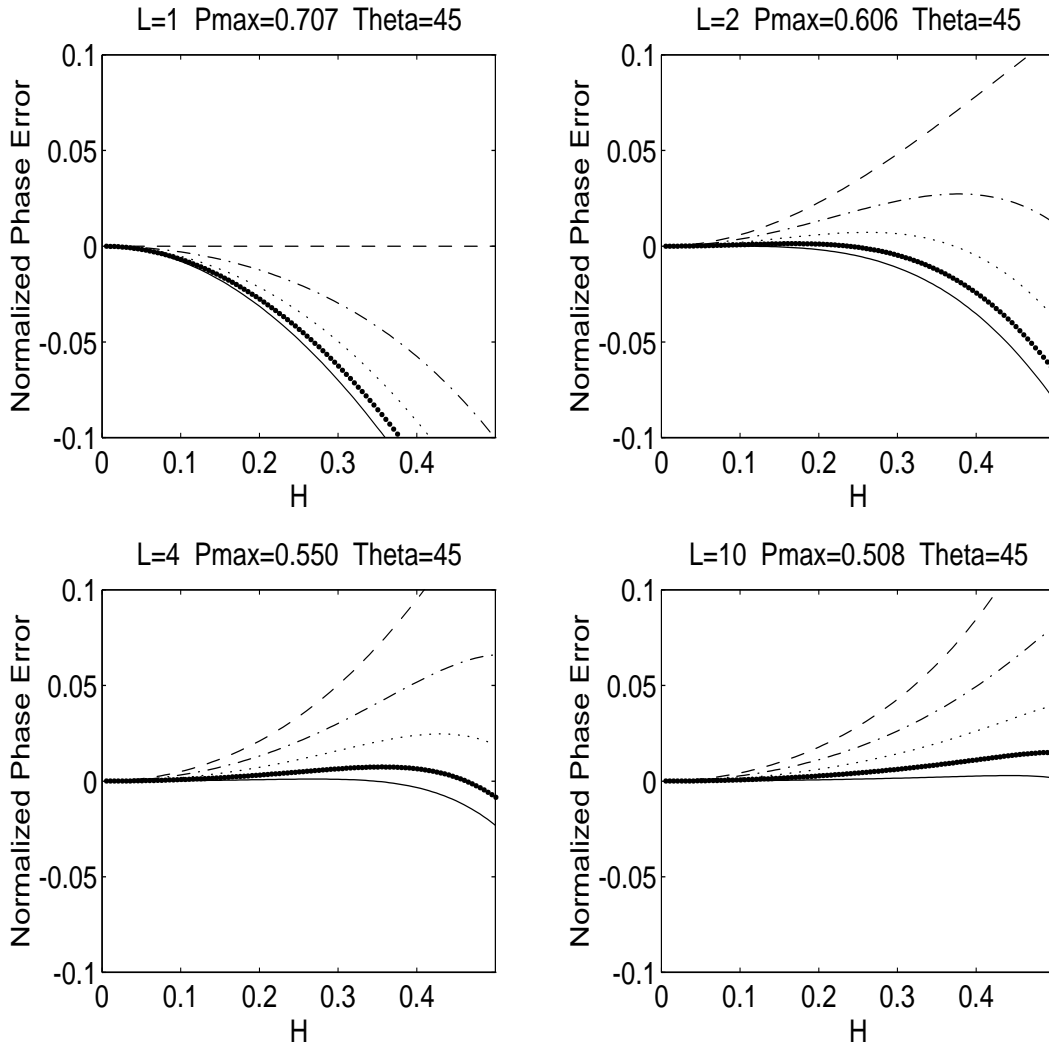 L=1 Pmax=0.707 Theta=45
0.1
0.05
0
-0.05
-0.1
Normalized Phase Error
0 0.1 0.2 0.3 0.4
H
L=2 Pmax=0.606 Theta=45
0.1
0.05
0
-0.05
-0.1
Normalized Phase Error
0 0.1 0.2 0.3 0.4
H
L=4 Pmax=0.550 Theta=45
0.1
0.05
0
-0.05
-0.1
Normalized Phase Error
0 0.1 0.2 0.3 0.4
H
L=10 Pmax=0.508 Theta=45
0.1
0.05
0
-0.05
-0.1
Normalized Phase Error
0 0.1 0.2 0.3 0.4
H